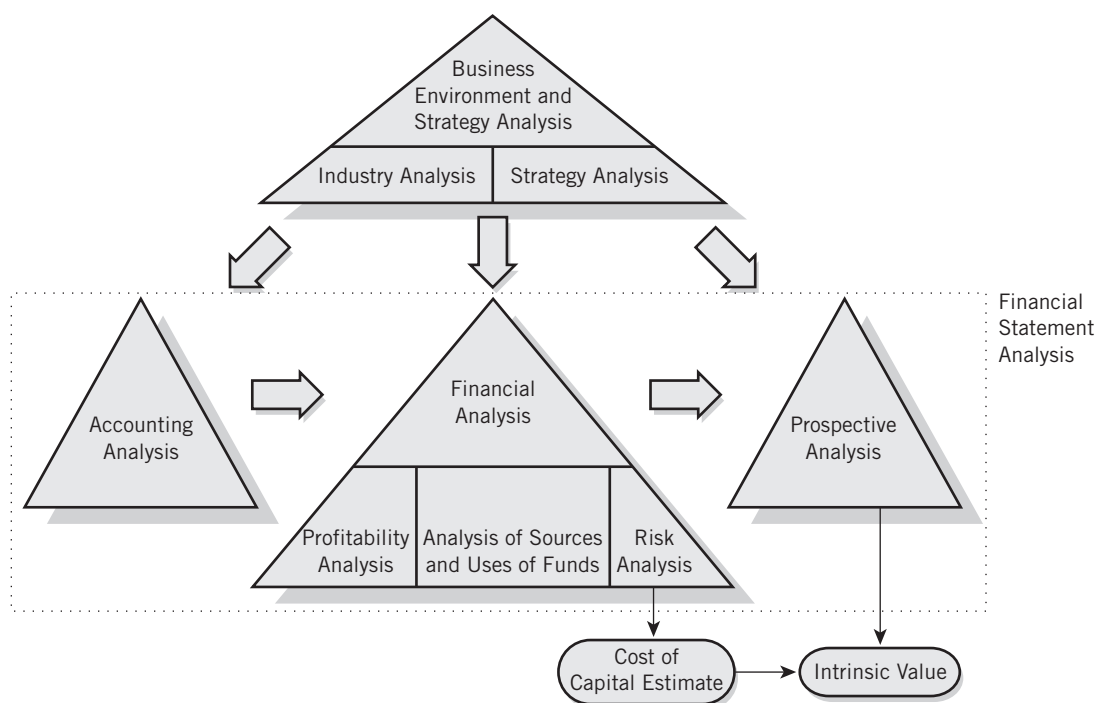 Business
Environment and
Strategy Analysis
Industry Analysis
Strategy Analysis
Financial
Statement
Analysis
Accounting
Analysis
Financial
Analysis
Prospective
Analysis
Profitability
Analysis
Analysis of Sources
and Uses of Funds
Risk
Analysis
Cost of
Capital Estimate
Intrinsic Value